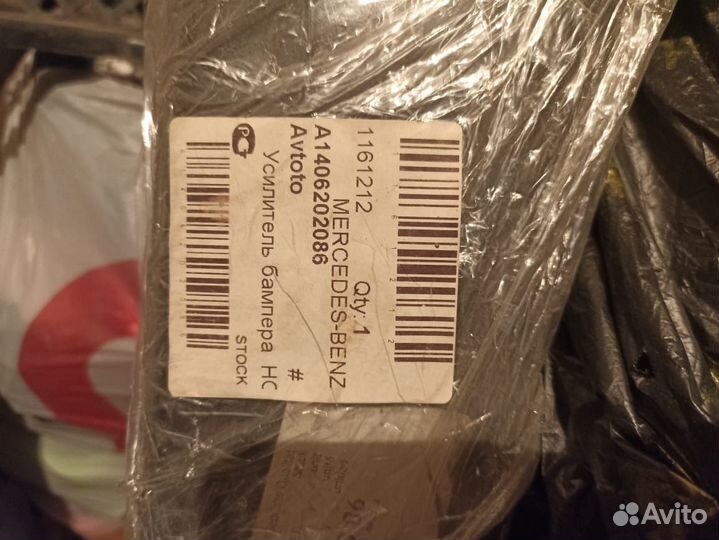 1161212 Qty: 1
MERCEDES-BENZ
A1406202086
Avtoto #
Усилитель бампера НС
STOCK
Avito